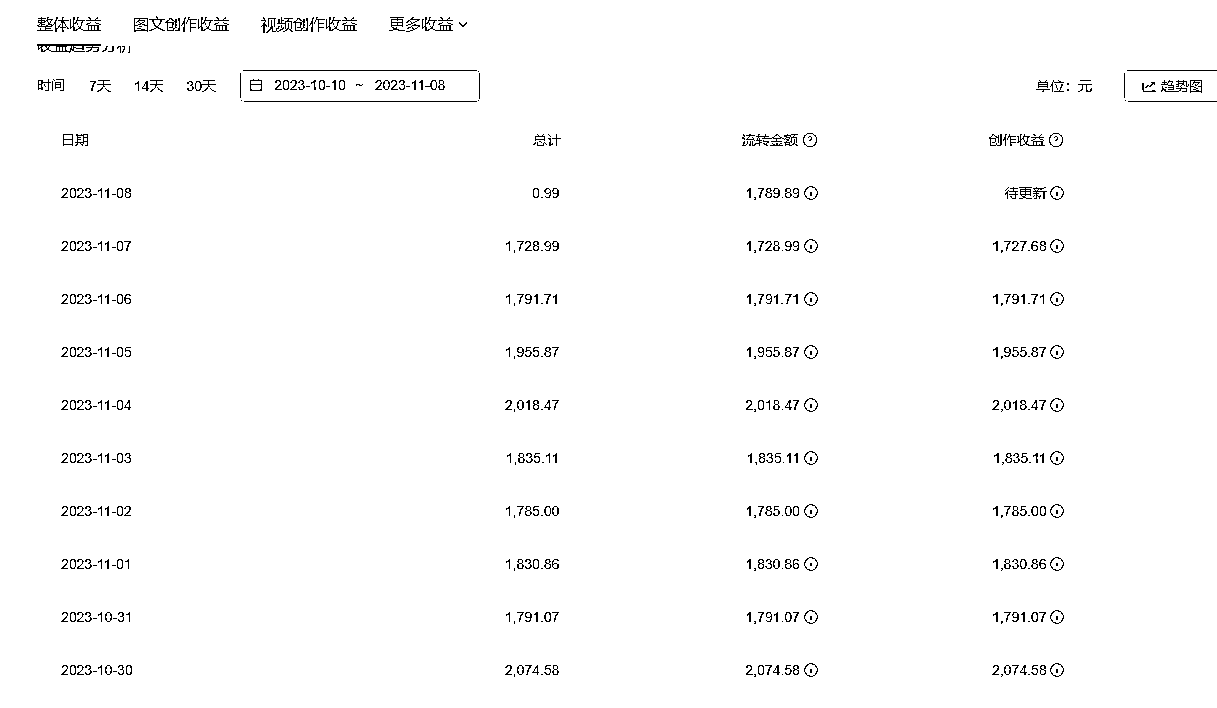 整体收益 图文创作收益 视频创作收益 更多收益
收益趋势分析
时间 7天 14天 30天 2023-10-10 ~ 2023-11-08 单位：元 趋势图
日期 总计 流转金额 创作收益
2023-11-08 0.99 1,789.89 待更新
2023-11-07 1,728.99 1,728.99 1,727.68
2023-11-06 1,791.71 1,791.71 1,791.71
2023-11-05 1,955.87 1,955.87 1,955.87
2023-11-04 2,018.47 2,018.47 2,018.47
2023-11-03 1,835.11 1,835.11 1,835.11
2023-11-02 1,785.00 1,785.00 1,785.00
2023-11-01 1,830.86 1,830.86 1,830.86
2023-10-31 1,791.07 1,791.07 1,791.07
2023-10-30 2,074.58 2,074.58 2,074.58